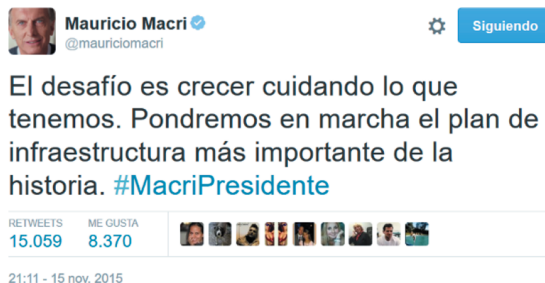 Mauricio Macri
@mauriciomacri
Siguiendo
El desafío es crecer cuidando lo que
tenemos. Pondremos en marcha el plan de
infraestructura más importante de la
historia. #MacriPresidente
RETWEETS ME GUSTA
15.059 8.370
21:11 - 15 nov. 2015